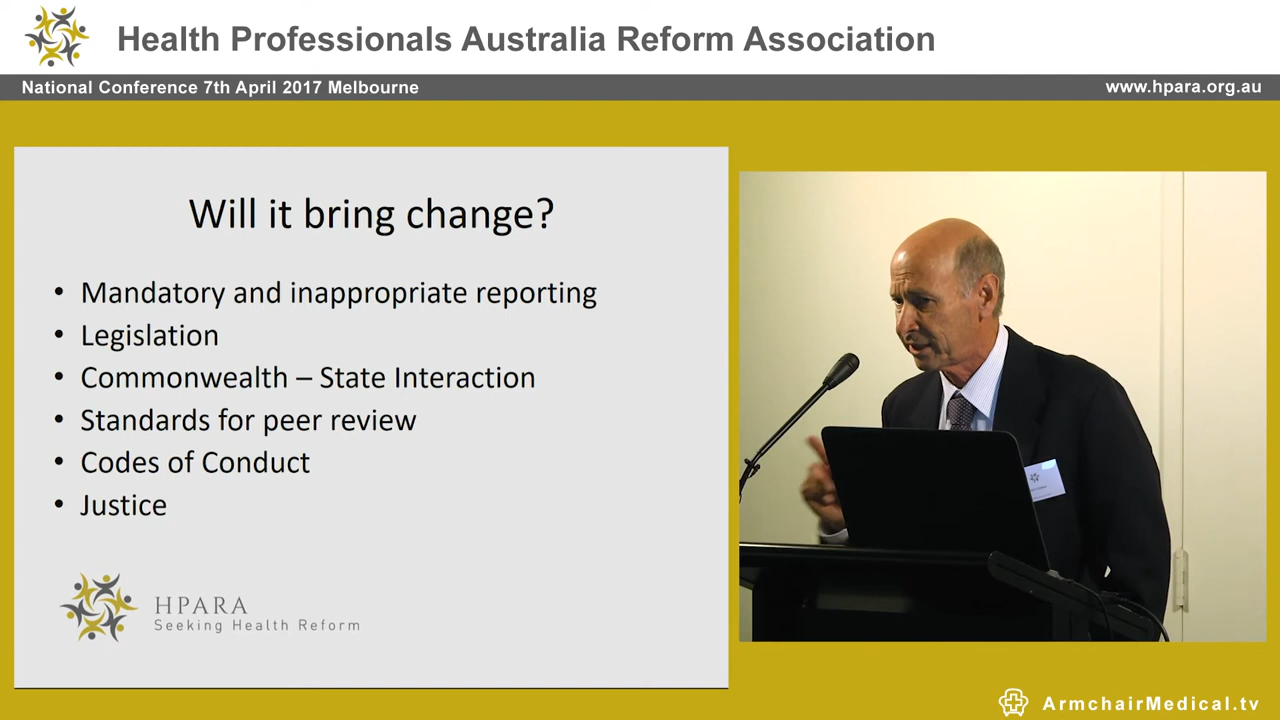 Health Professionals Australia Reform Association
National Conference 7th April 2017 Melbourne
www.hpara.org.au
Will it bring change?
• Mandatory and inappropriate reporting
• Legislation
• Commonwealth – State Interaction
• Standards for peer review
• Codes of Conduct
• Justice
HPARA
Seeking Health Reform
ArmchairMedical.tv